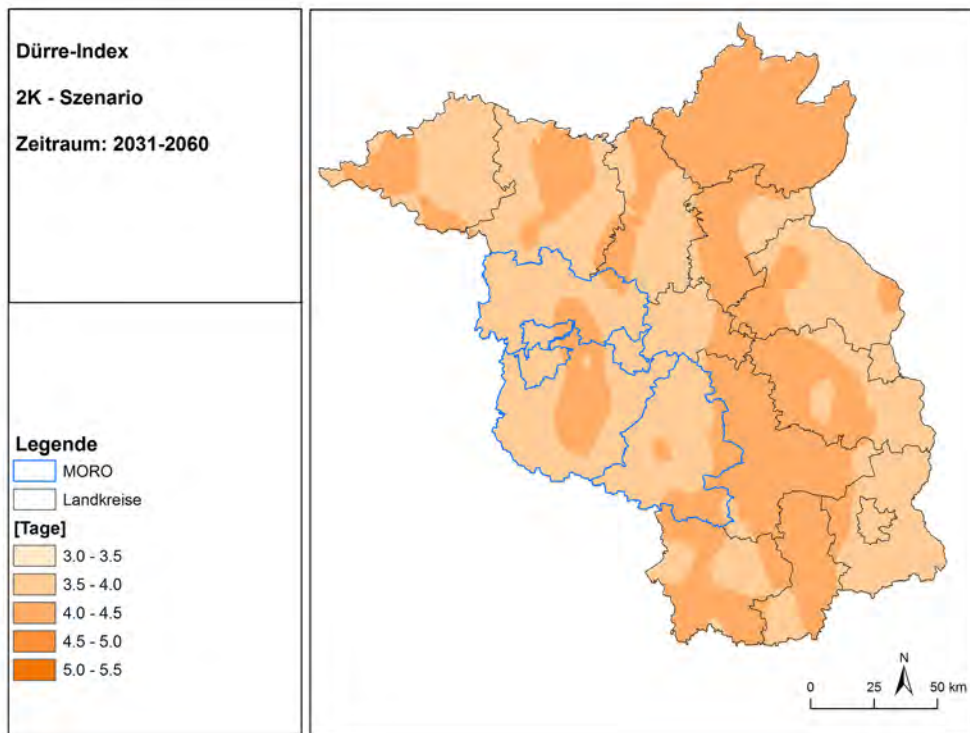 Dürre-Index
2K - Szenario
Zeitraum: 2031-2060
Legende
MORO
Landkreise
[Tage]
3.0 - 3.5
3.5 - 4.0
4.0 - 4.5
4.5 - 5.0
5.0 - 5.5
N
0 25 50 km